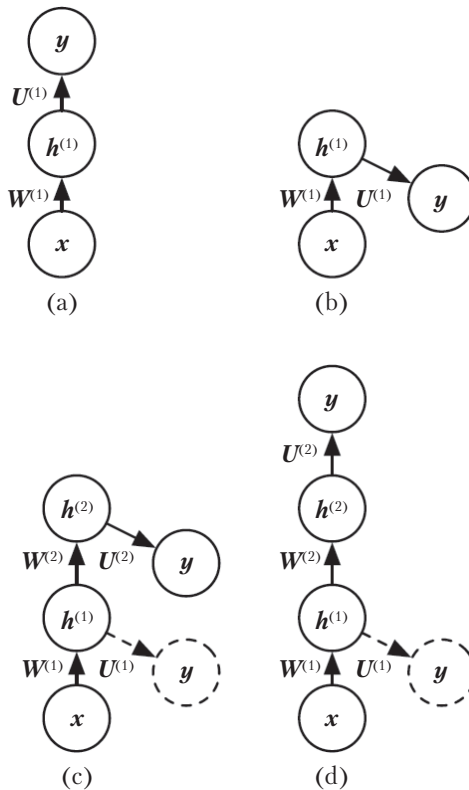 y
U(1)
h(1)
W(1)
x
(a)
h(1)
W(1)
U(1)
y
x
(b)
h(2)
W(2)
U(2)
y
h(1)
W(1)
U(1)
y
x
(c)
y
U(2)
h(2)
W(2)
h(1)
W(1)
U(1)
y
x
(d)